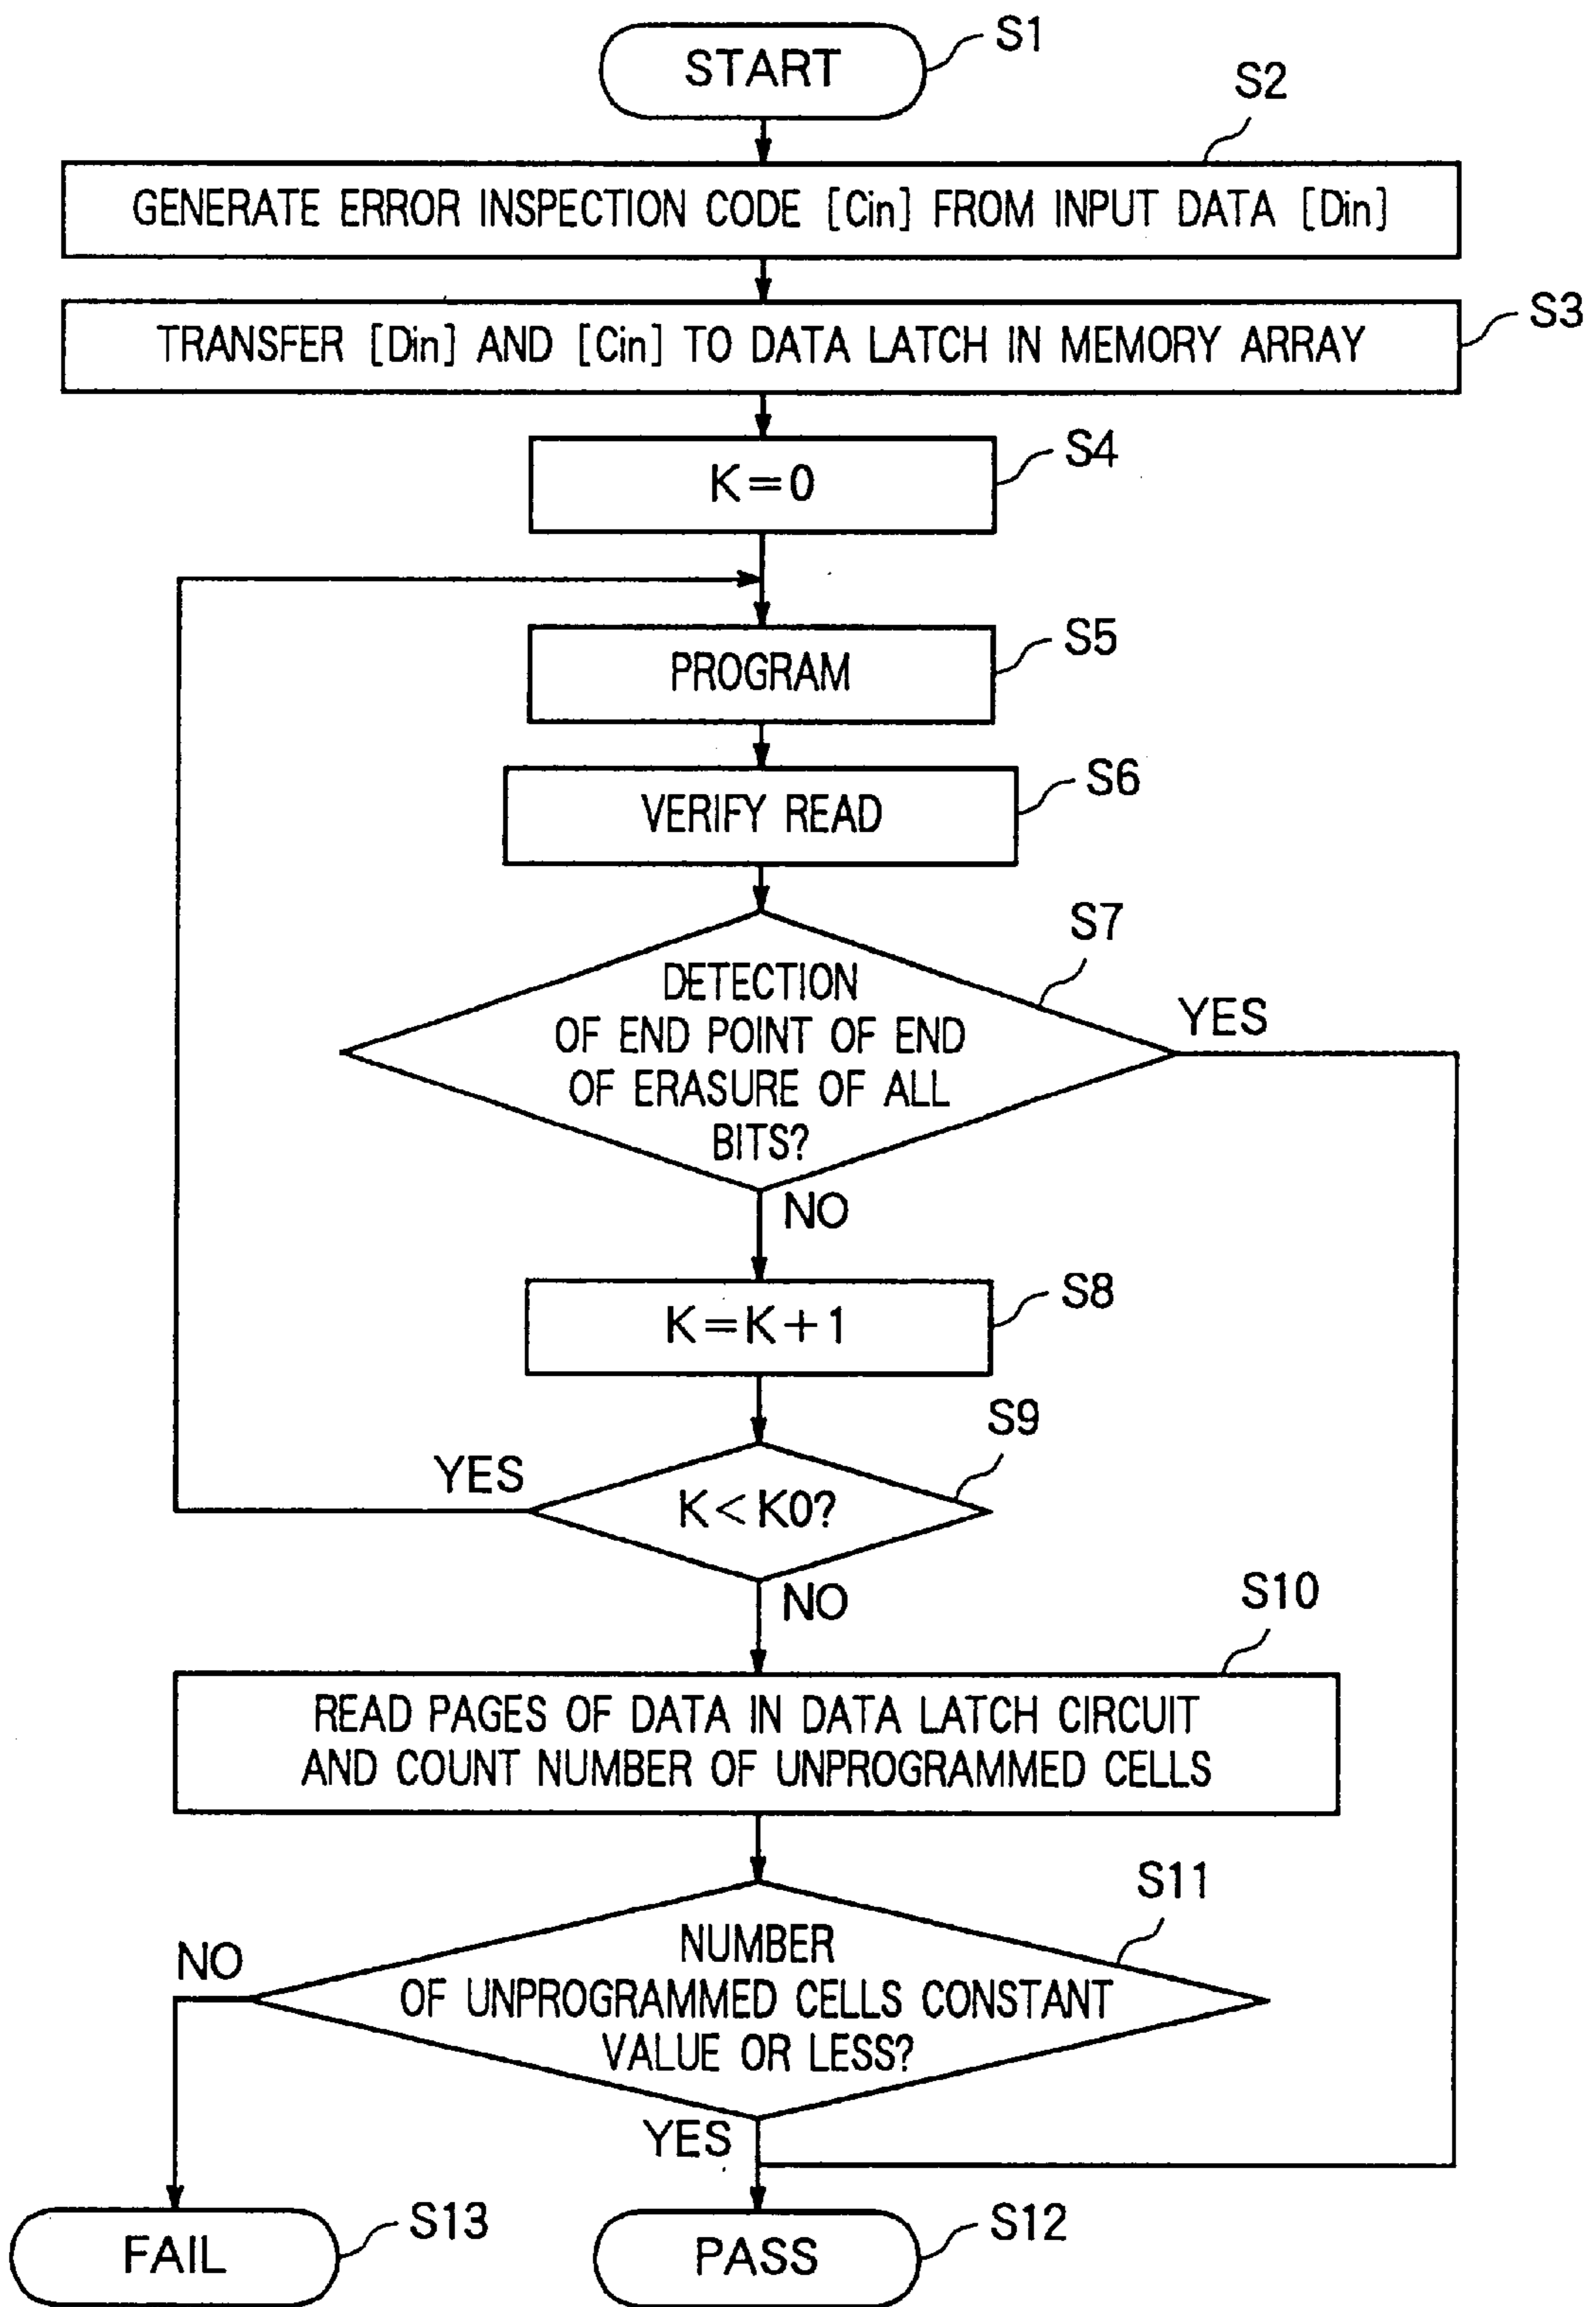 START
S1
S2
GENERATE ERROR INSPECTION CODE [Cin] FROM INPUT DATA [Din]
S3
TRANSFER [Din] AND [Cin] TO DATA LATCH IN MEMORY ARRAY
S4
K=0
S5
PROGRAM
S6
VERIFY READ
S7
DETECTION
OF END POINT OF END
OF ERASURE OF ALL
BITS?
YES
NO
S8
K=K+1
S9
YES
K<K0?
NO
S10
READ PAGES OF DATA IN DATA LATCH CIRCUIT
AND COUNT NUMBER OF UNPROGRAMMED CELLS
S11
NO
NUMBER
OF UNPROGRAMMED CELLS CONSTANT
VALUE OR LESS?
YES
FAIL
S13
PASS
S12